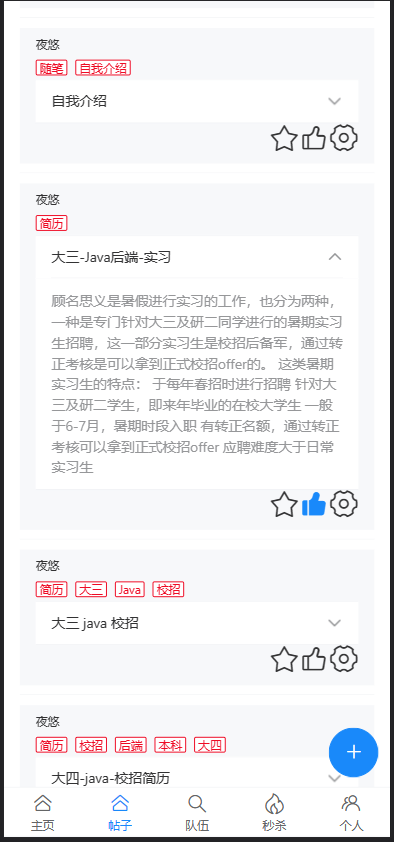 夜悠
随笔 自我介绍
自我介绍
夜悠
简历
大三-Java后端-实习
顾名思义是暑假进行实习的工作，也分为两种，
一种是专门针对大三及研二同学进行的暑期实习
生招聘，这一部分实习生是校招后备军，通过转
正考核是可以拿到正式校招offer的。 这类暑期
实习生的特点： 于每年春招时进行招聘 针对大
三及研二学生，即来年毕业的在校大学生 一般
于6-7月，暑期时段入职 有转正名额，通过转正
考核可以拿到正式校招offer 应聘难度大于日常
实习生
夜悠
简历 大三 Java 校招
大三 java 校招
夜悠
简历 校招 后端 本科 大四
大四-java-校招简历
主页 帖子 队伍 秒杀 个人